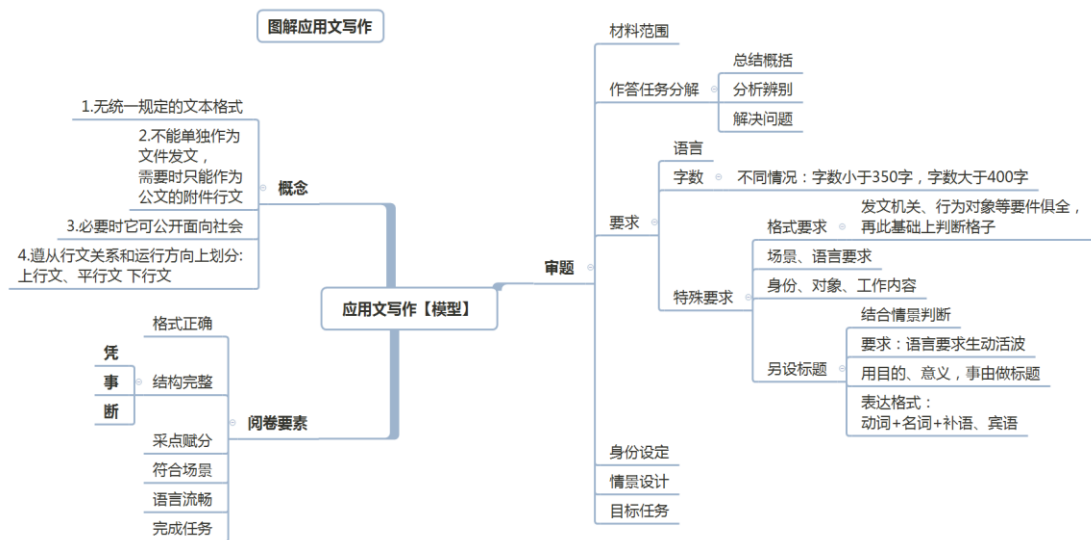 图解应用文写作
应用文写作【模型】
概念
1.无统一规定的文本格式
2.不能单独作为
文件发文，
需要时只能作为
公文的附件行文
3.必要时它可公开面向社会
4.遵从行文关系和运行方向上划分:
上行文、平行文 下行文
阅卷要素
格式正确
结构完整
凭
事
断
采点赋分
符合场景
语言流畅
完成任务
审题
材料范围
作答任务分解
总结概括
分析辨别
解决问题
要求
语言
字数
不同情况：字数小于350字，字数大于400字
特殊要求
格式要求
发文机关、行为对象等要件俱全，
再此基础上判断格子
场景、语言要求
身份、对象、工作内容
另设标题
结合情景判断
要求：语言要求生动活波
用目的、意义，事由做标题
表达格式：
动词+名词+补语、宾语
身份设定
情景设计
目标任务